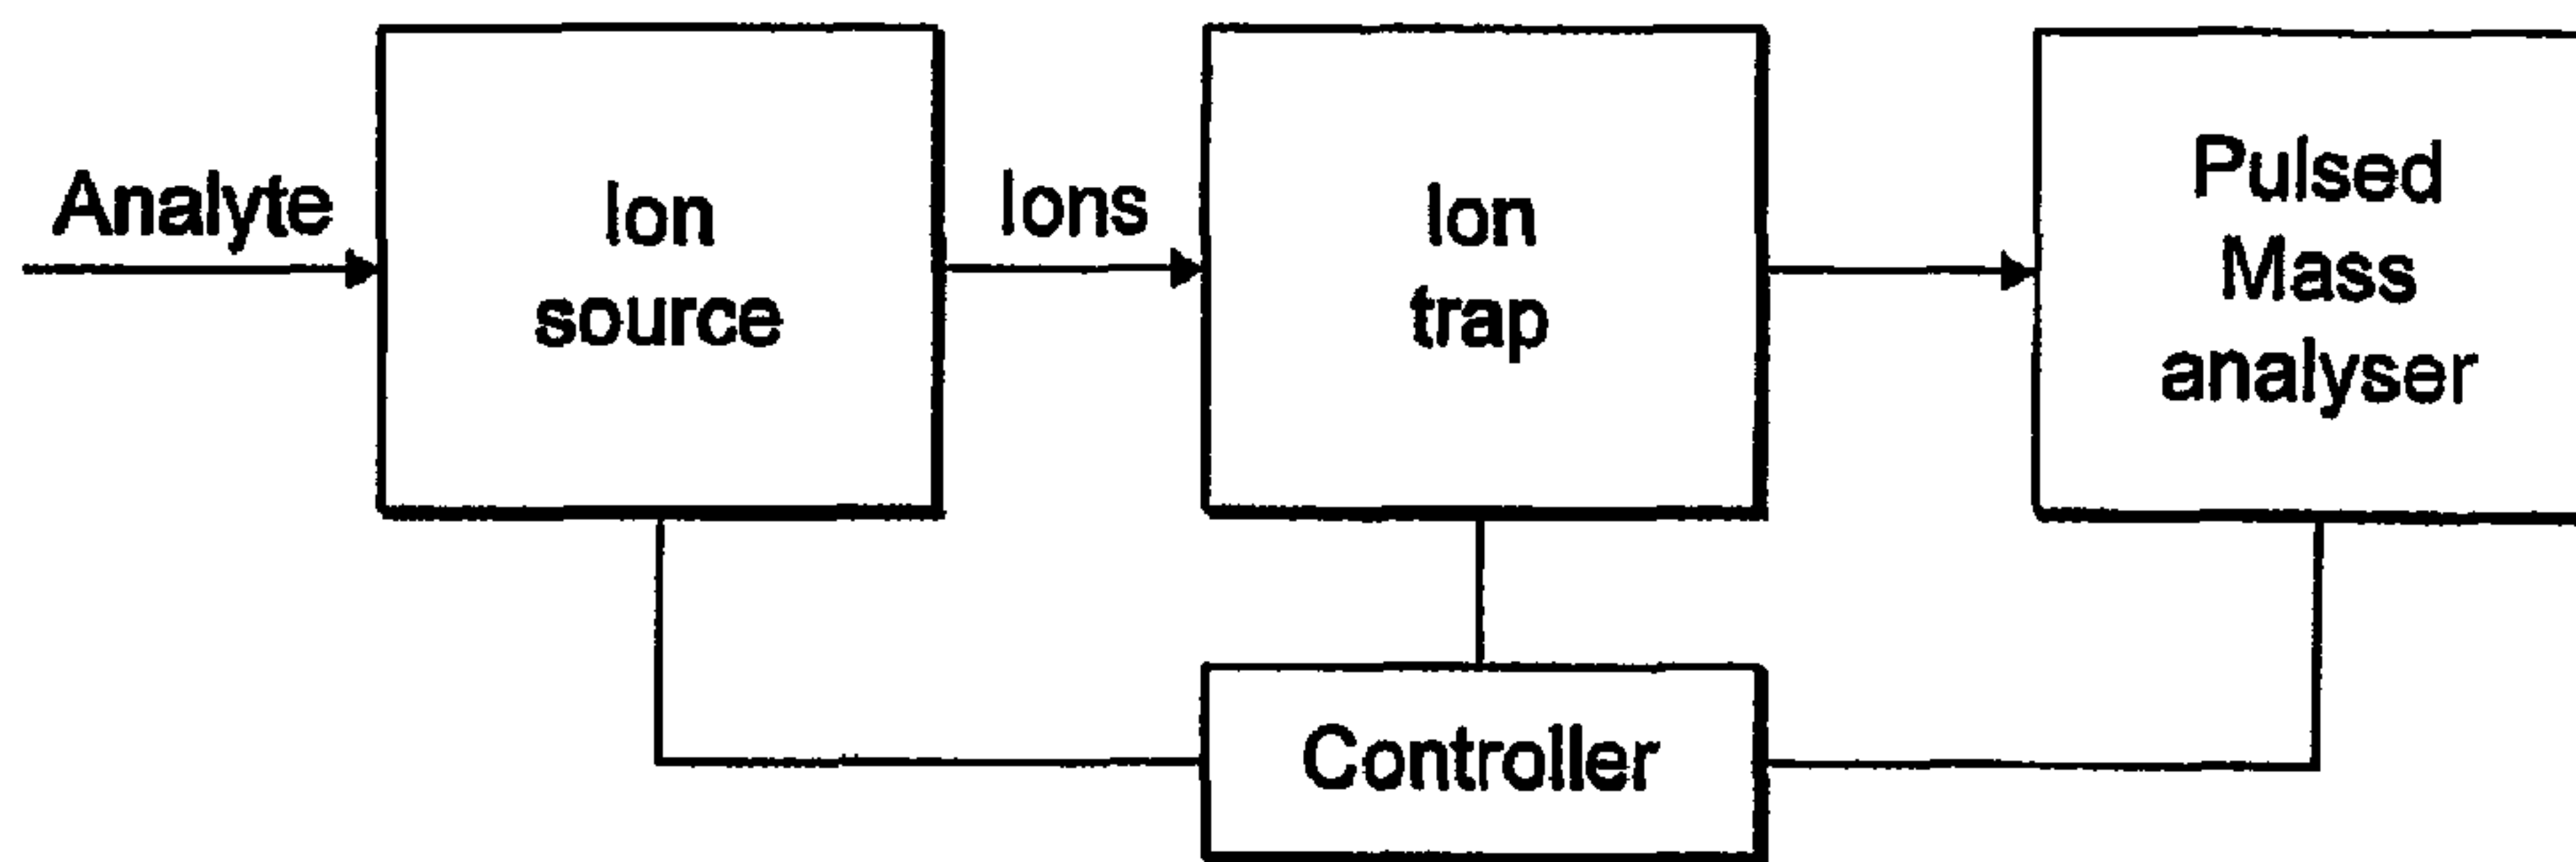 Analyte
Ion
source
Ions
Ion
trap
Pulsed
Mass
analyser
Controller